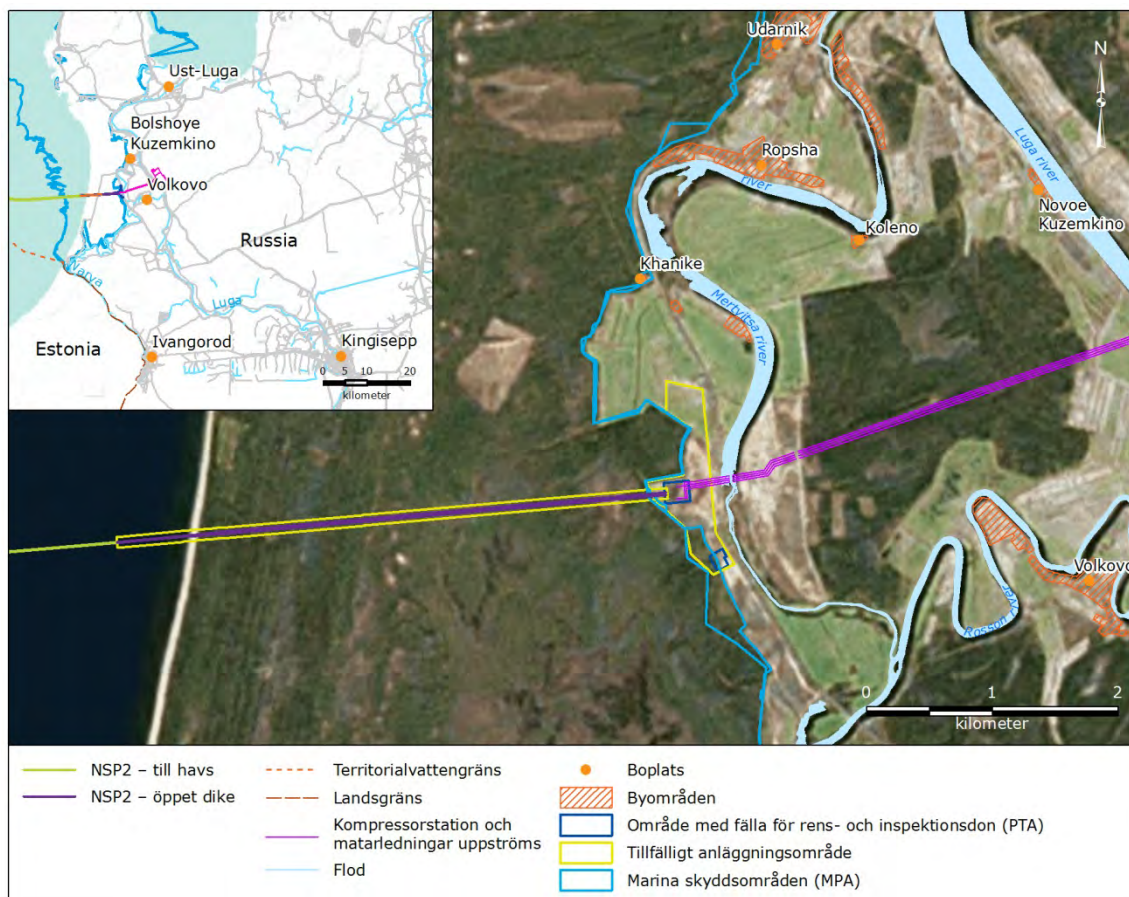 Ust-Luga
Bolshoye
Kuzemkino
Volkovo
Russia
Narva
Luga
Estonia
Ivangorod
Kingisepp
0 5 10 20
kilometer
Udarnik
N
Ropsha
river
Luga river
Novoe
Kuzemkino
Koleno
Khanike
Mertvitsa river
Volkovo
Rosson river
0 1 2
kilometer
NSP2 – till havs
NSP2 – öppet dike
Territorialvattengräns
Landsgräns
Kompressorstation och
matarledningar uppströms
Flod
Boplats
Byområden
Område med fälla för rens- och inspektionsdon (PTA)
Tillfälligt anläggningsområde
Marina skyddsområden (MPA)